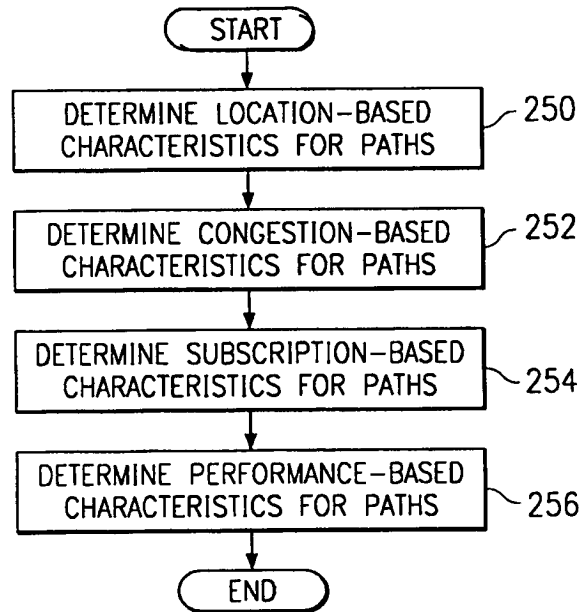 START
DETERMINE LOCATION-BASED
CHARACTERISTICS FOR PATHS
250
DETERMINE CONGESTION-BASED
CHARACTERISTICS FOR PATHS
252
DETERMINE SUBSCRIPTION-BASED
CHARACTERISTICS FOR PATHS
254
DETERMINE PERFORMANCE-BASED
CHARACTERISTICS FOR PATHS
256
END